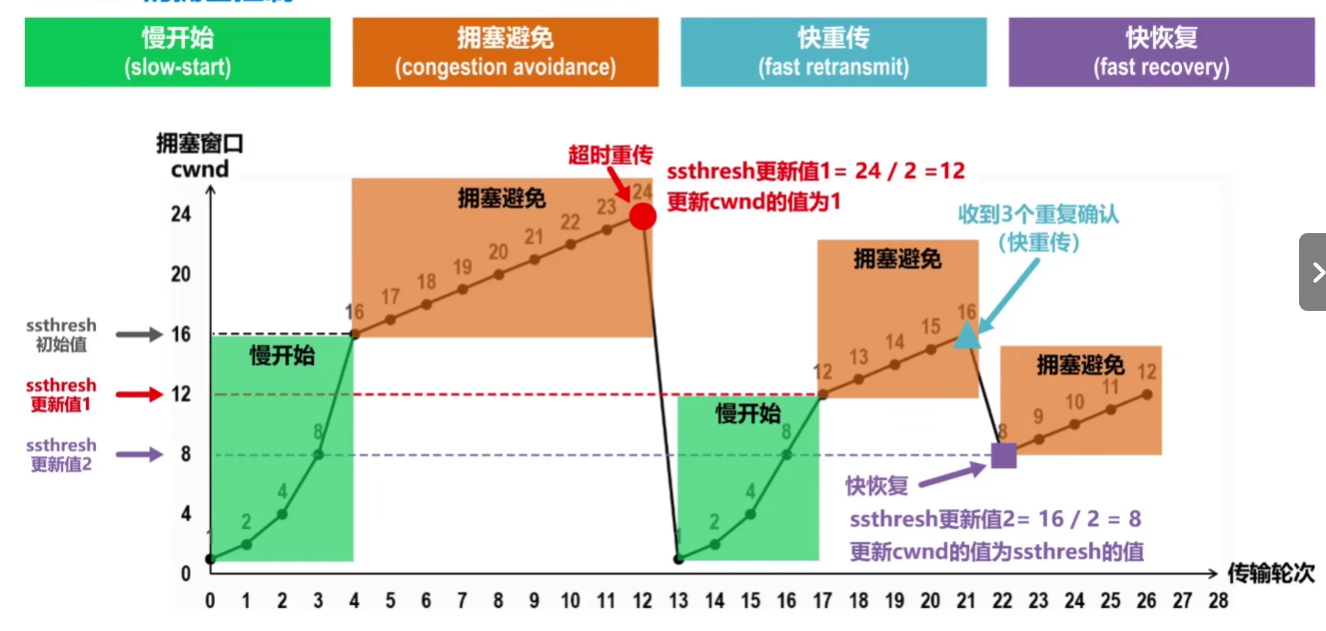 慢开始
(slow-start)
拥塞避免
(congestion avoidance)
快重传
(fast retransmit)
快恢复
(fast recovery)
拥塞窗口
cwnd
超时重传
ssthresh更新值1= 24 / 2 =12
更新cwnd的值为1
收到3个重复确认
（快重传）
24
20
16
12
8
4
0
ssthresh
初始值
ssthresh
更新值1
ssthresh
更新值2
慢开始
1
2
4
8
拥塞避免
16
17
18
19
20
21
22
23
24
慢开始
1
2
4
8
拥塞避免
12
13
14
15
16
拥塞避免
8
9
10
11
12
快恢复
ssthresh更新值2= 16 / 2 = 8
更新cwnd的值为ssthresh的值
传输轮次
0 1 2 3 4 5 6 7 8 9 10 11 12 13 14 15 16 17 18 19 20 21 22 23 24 25 26 27 28